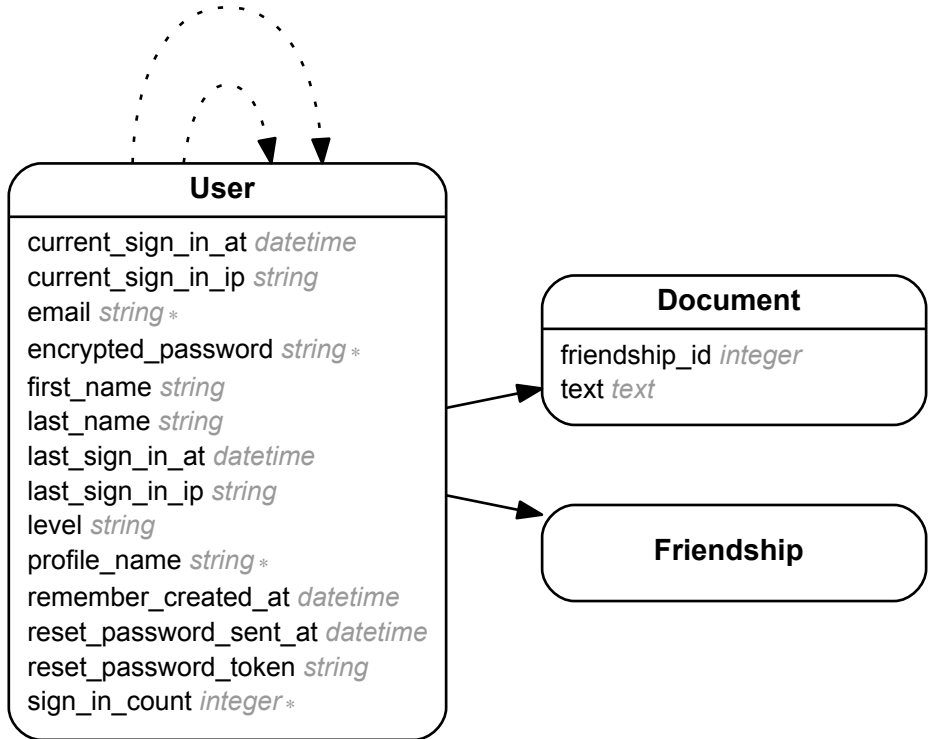 User
current_sign_in_at datetime
current_sign_in_ip string
email string *
encrypted_password string *
first_name string
last_name string
last_sign_in_at datetime
last_sign_in_ip string
level string
profile_name string *
remember_created_at datetime
reset_password_sent_at datetime
reset_password_token string
sign_in_count integer *
Document
friendship_id integer
text text
Friendship